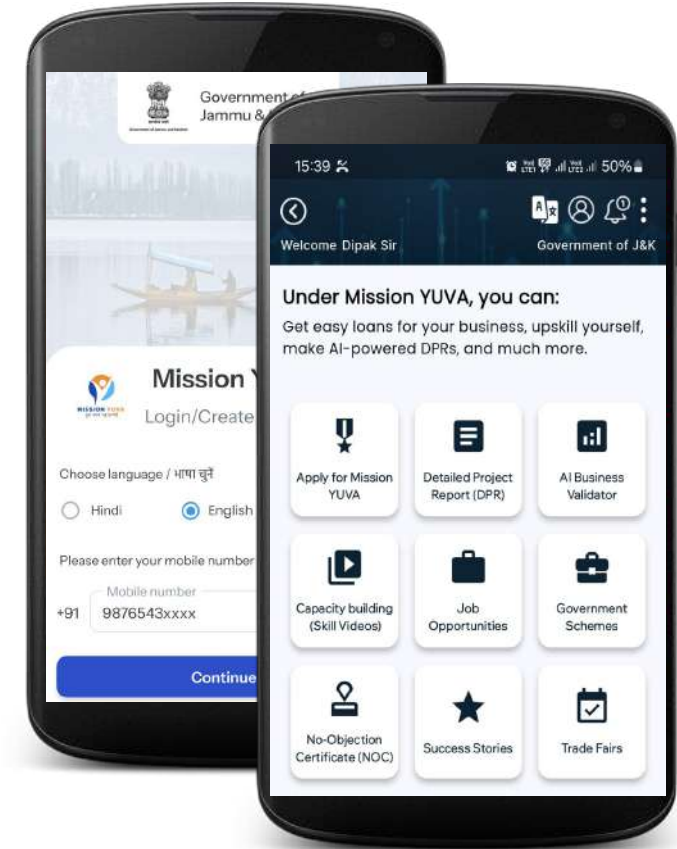 Government of
Jammu &
Mission
Login/Create
Choose language / भाषा चुनें
Hindi
English
Please enter your mobile number
Mobile number
+91 9876543xxxx
Continue
15:39
50%
Welcome Dipak Sir
Government of J&K
Under Mission YUVA, you can:
Get easy loans for your business, upskill yourself,
make AI-powered DPRs, and much more.
Apply for Mission
YUVA
Detailed Project
Report (DPR)
AI Business
Validator
Capacity building
(Skill Videos)
Job
Opportunities
Government
Schemes
No-Objection
Certificate (NOC)
Success Stories
Trade Fairs